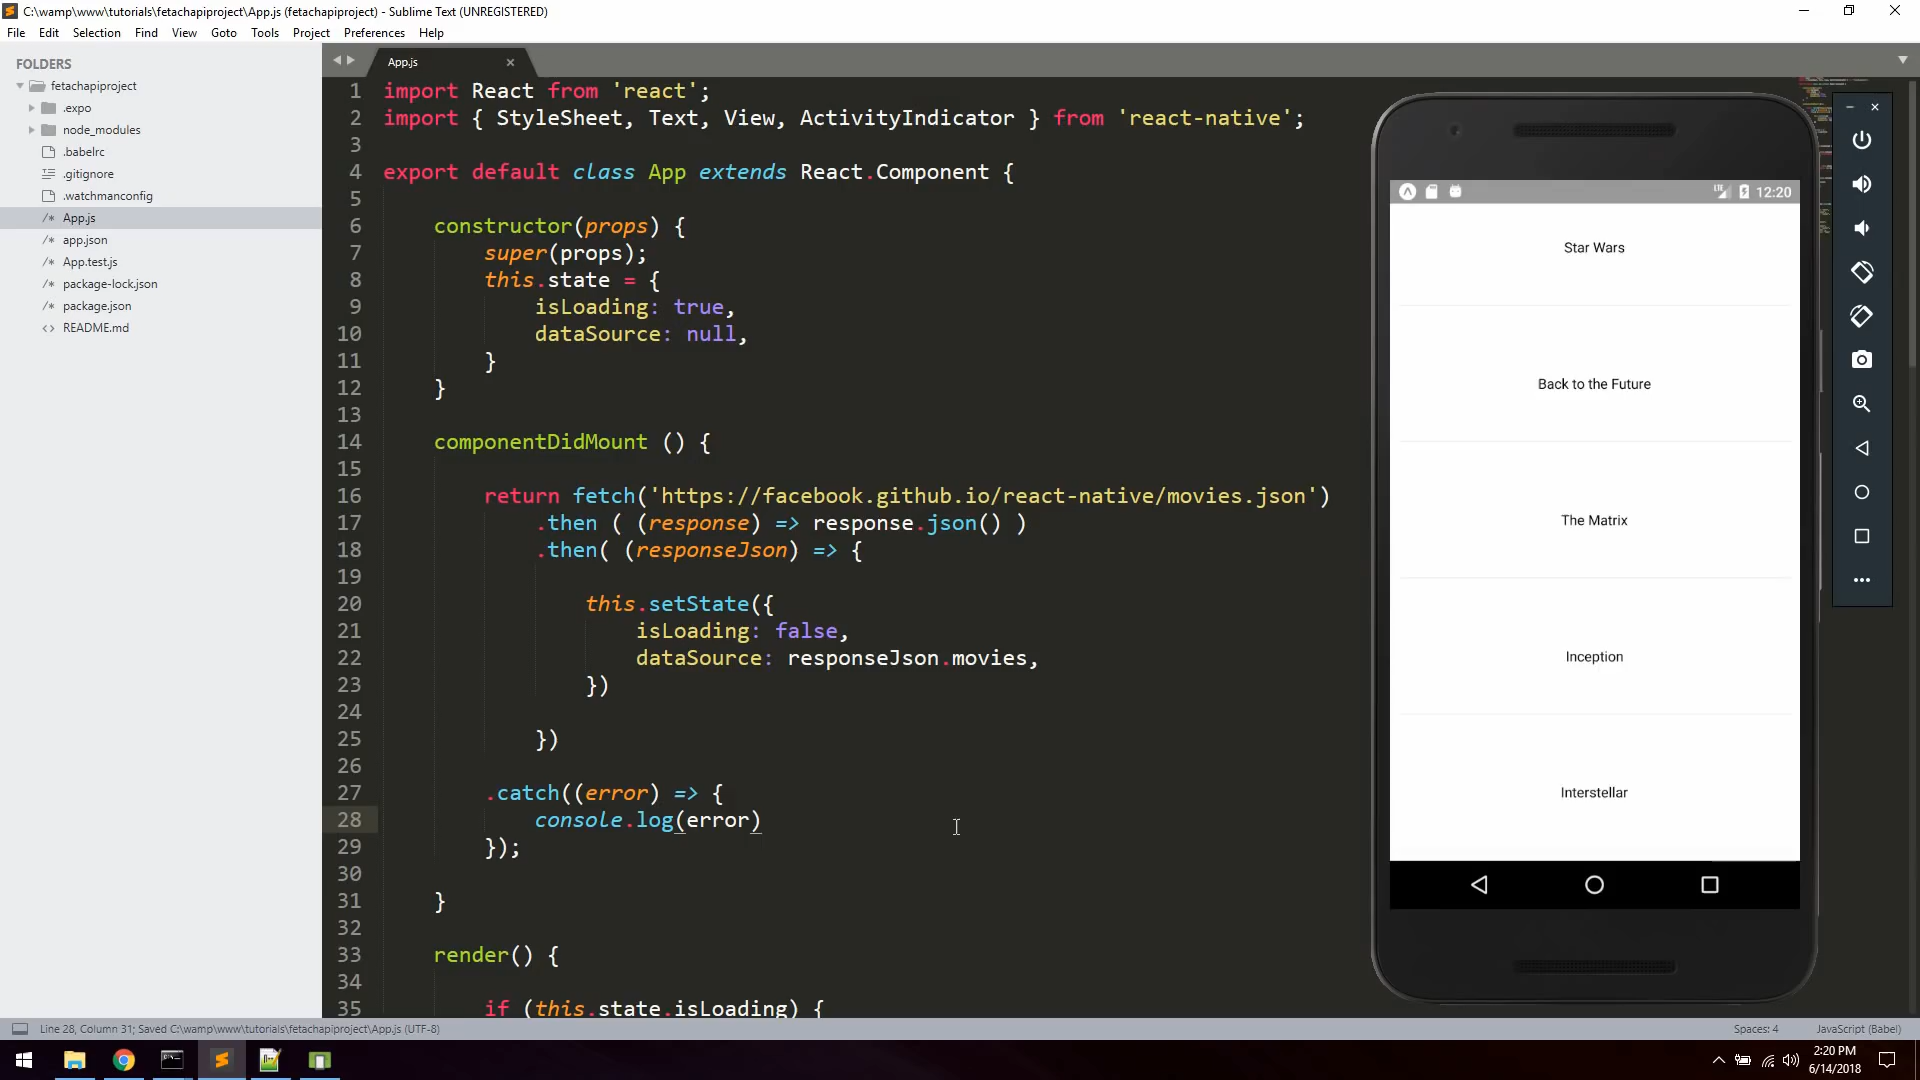 C:\wamp\www\tutorials\fetachapiproject\App.js (fetachapiproject) - Sublime Text (UNREGISTERED)
File Edit Selection Find View Goto Tools Project Preferences Help
FOLDERS
fetachapiproject
.expo
node_modules
.babelrc
.gitignore
.watchmanconfig
App.js
app.json
App.test.js
package-lock.json
package.json
README.md
App.js
1 import React from 'react';
2 import { StyleSheet, Text, View, ActivityIndicator } from 'react-native';
3
4 export default class App extends React.Component {
5
6 constructor(props) {
7 super(props);
8 this.state = {
9 isLoading: true,
10 dataSource: null,
11 }
12 }
13
14 componentDidMount () {
15
16 return fetch('https://facebook.github.io/react-native/movies.json')
17 .then ( (response) => response.json() )
18 .then( (responseJson) => {
19
20 this.setState({
21 isLoading: false,
22 dataSource: responseJson.movies,
23 })
24
25 })
26
27 .catch((error) => {
28 console.log(error)
29 });
30
31 }
32
33 render() {
34
35 if (this.state.isLoading) {
LTE 12:20
Star Wars
Back to the Future
The Matrix
Inception
Interstellar
Line 28, Column 31; Saved C:\wamp\www\tutorials\fetachapiproject\App.js (UTF-8)
Spaces: 4 JavaScript (Babel)
2:20 PM
6/14/2018